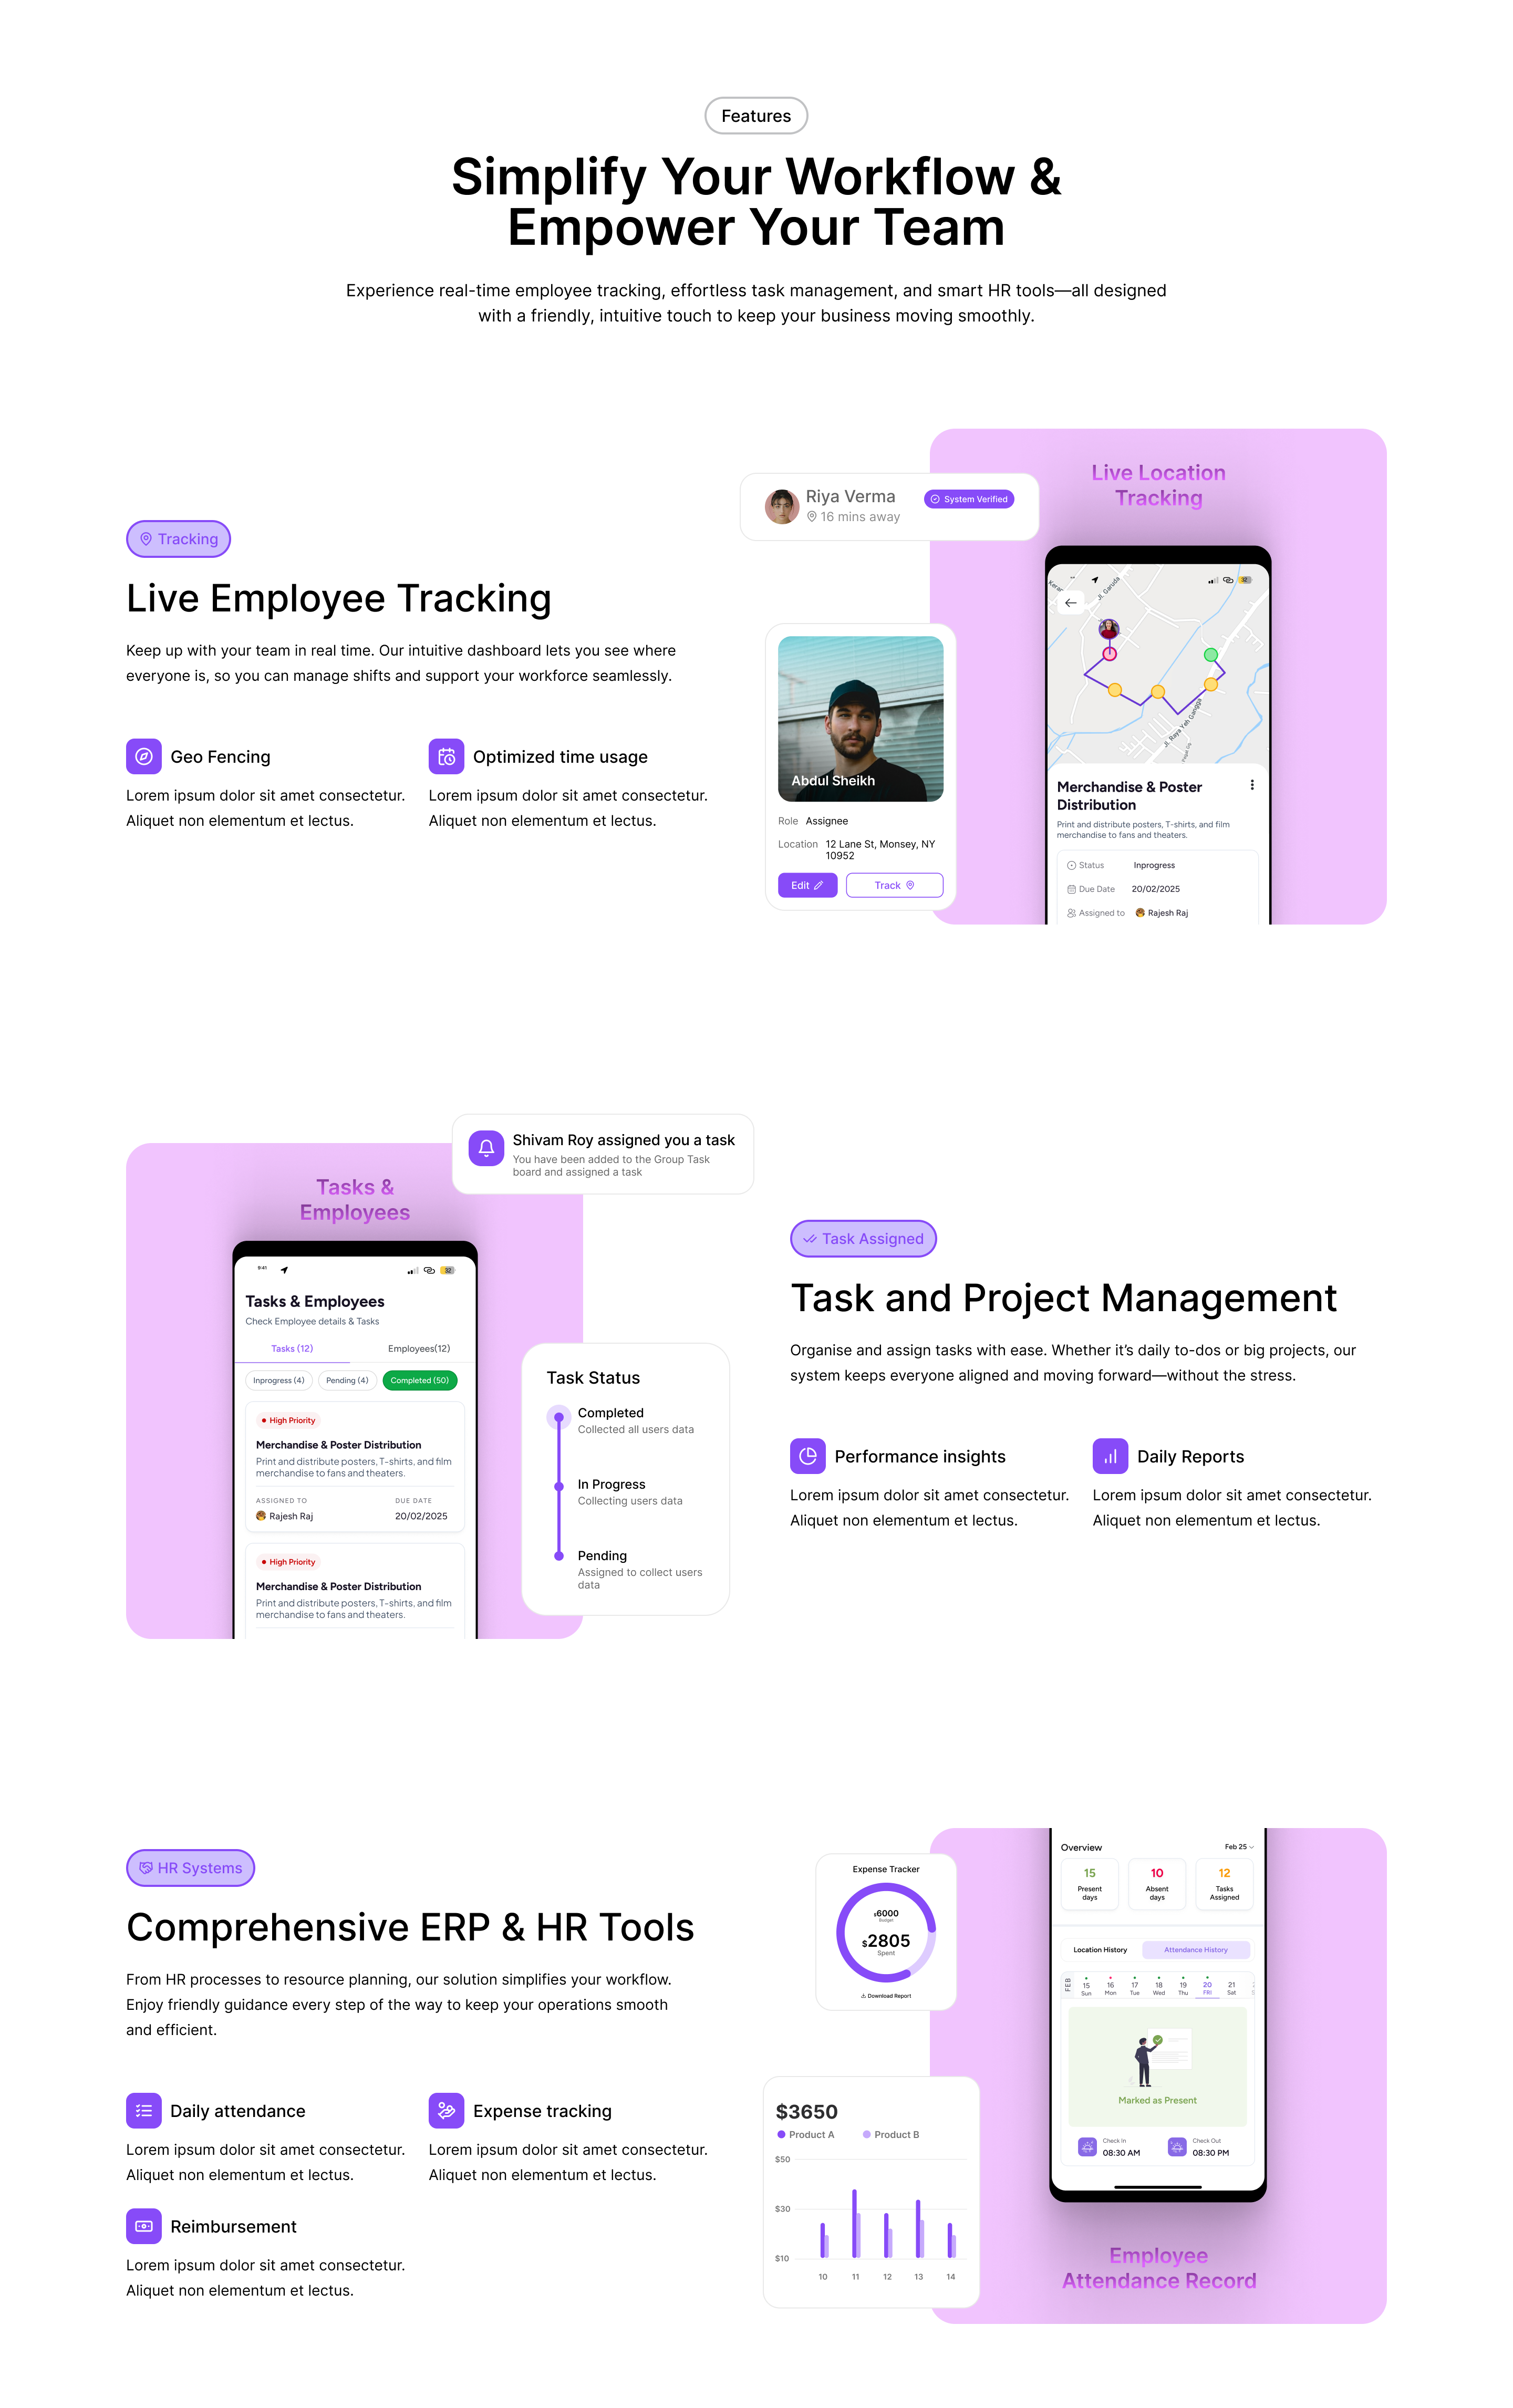 Features
Simplify Your Workflow &
Empower Your Team
Experience real-time employee tracking, effortless task management, and smart HR tools—all designed
with a friendly, intuitive touch to keep your business moving smoothly.
Tracking
Live Employee Tracking
Keep up with your team in real time. Our intuitive dashboard lets you see where
everyone is, so you can manage shifts and support your workforce seamlessly.
Geo Fencing
Lorem ipsum dolor sit amet consectetur.
Aliquet non elementum et lectus.
Optimized time usage
Lorem ipsum dolor sit amet consectetur.
Aliquet non elementum et lectus.
Riya Verma
16 mins away
System Verified
Abdul Sheikh
Role Assignee
Location 12 Lane St, Monsey, NY
10952
Edit
Track
Live Location
Tracking
32
Jl. Garuda
Jl. Raya Yeh Gangga
Merchandise & Poster
Distribution
Print and distribute posters, T-shirts, and film
merchandise to fans and theaters.
Status Inprogress
Due Date 20/02/2025
Assigned to Rajesh Raj
Tasks &
Employees
Shivam Roy assigned you a task
You have been added to the Group Task
board and assigned a task
9:41
32
Tasks & Employees
Check Employee details & Tasks
Tasks (12)
Employees(12)
Inprogress (4)
Pending (4)
Completed (50)
High Priority
Merchandise & Poster Distribution
Print and distribute posters, T-shirts, and film
merchandise to fans and theaters.
ASSIGNED TO
DUE DATE
Rajesh Raj
20/02/2025
High Priority
Merchandise & Poster Distribution
Print and distribute posters, T-shirts, and film
merchandise to fans and theaters.
Task Status
Completed
Collected all users data
In Progress
Collecting users data
Pending
Assigned to collect users
data
Task Assigned
Task and Project Management
Organise and assign tasks with ease. Whether it’s daily to-dos or big projects, our
system keeps everyone aligned and moving forward—without the stress.
Performance insights
Lorem ipsum dolor sit amet consectetur.
Aliquet non elementum et lectus.
Daily Reports
Lorem ipsum dolor sit amet consectetur.
Aliquet non elementum et lectus.
HR Systems
Comprehensive ERP & HR Tools
From HR processes to resource planning, our solution simplifies your workflow.
Enjoy friendly guidance every step of the way to keep your operations smooth
and efficient.
Daily attendance
Lorem ipsum dolor sit amet consectetur.
Aliquet non elementum et lectus.
Expense tracking
Lorem ipsum dolor sit amet consectetur.
Aliquet non elementum et lectus.
Reimbursement
Lorem ipsum dolor sit amet consectetur.
Aliquet non elementum et lectus.
Expense Tracker
$6000
Budget
$2805
Spent
Download Report
$3650
Product A
Product B
$50
$30
$10
10 11 12 13 14
Overview
Feb 25
15
Present
days
10
Absent
days
12
Tasks
Assigned
Location History
Attendance History
FEB
15 16 17 18 19 20 21
Sun Mon Tue Wed Thu FRI Sat
Marked as Present
Check In
08:30 AM
Check Out
08:30 PM
Employee
Attendance Record